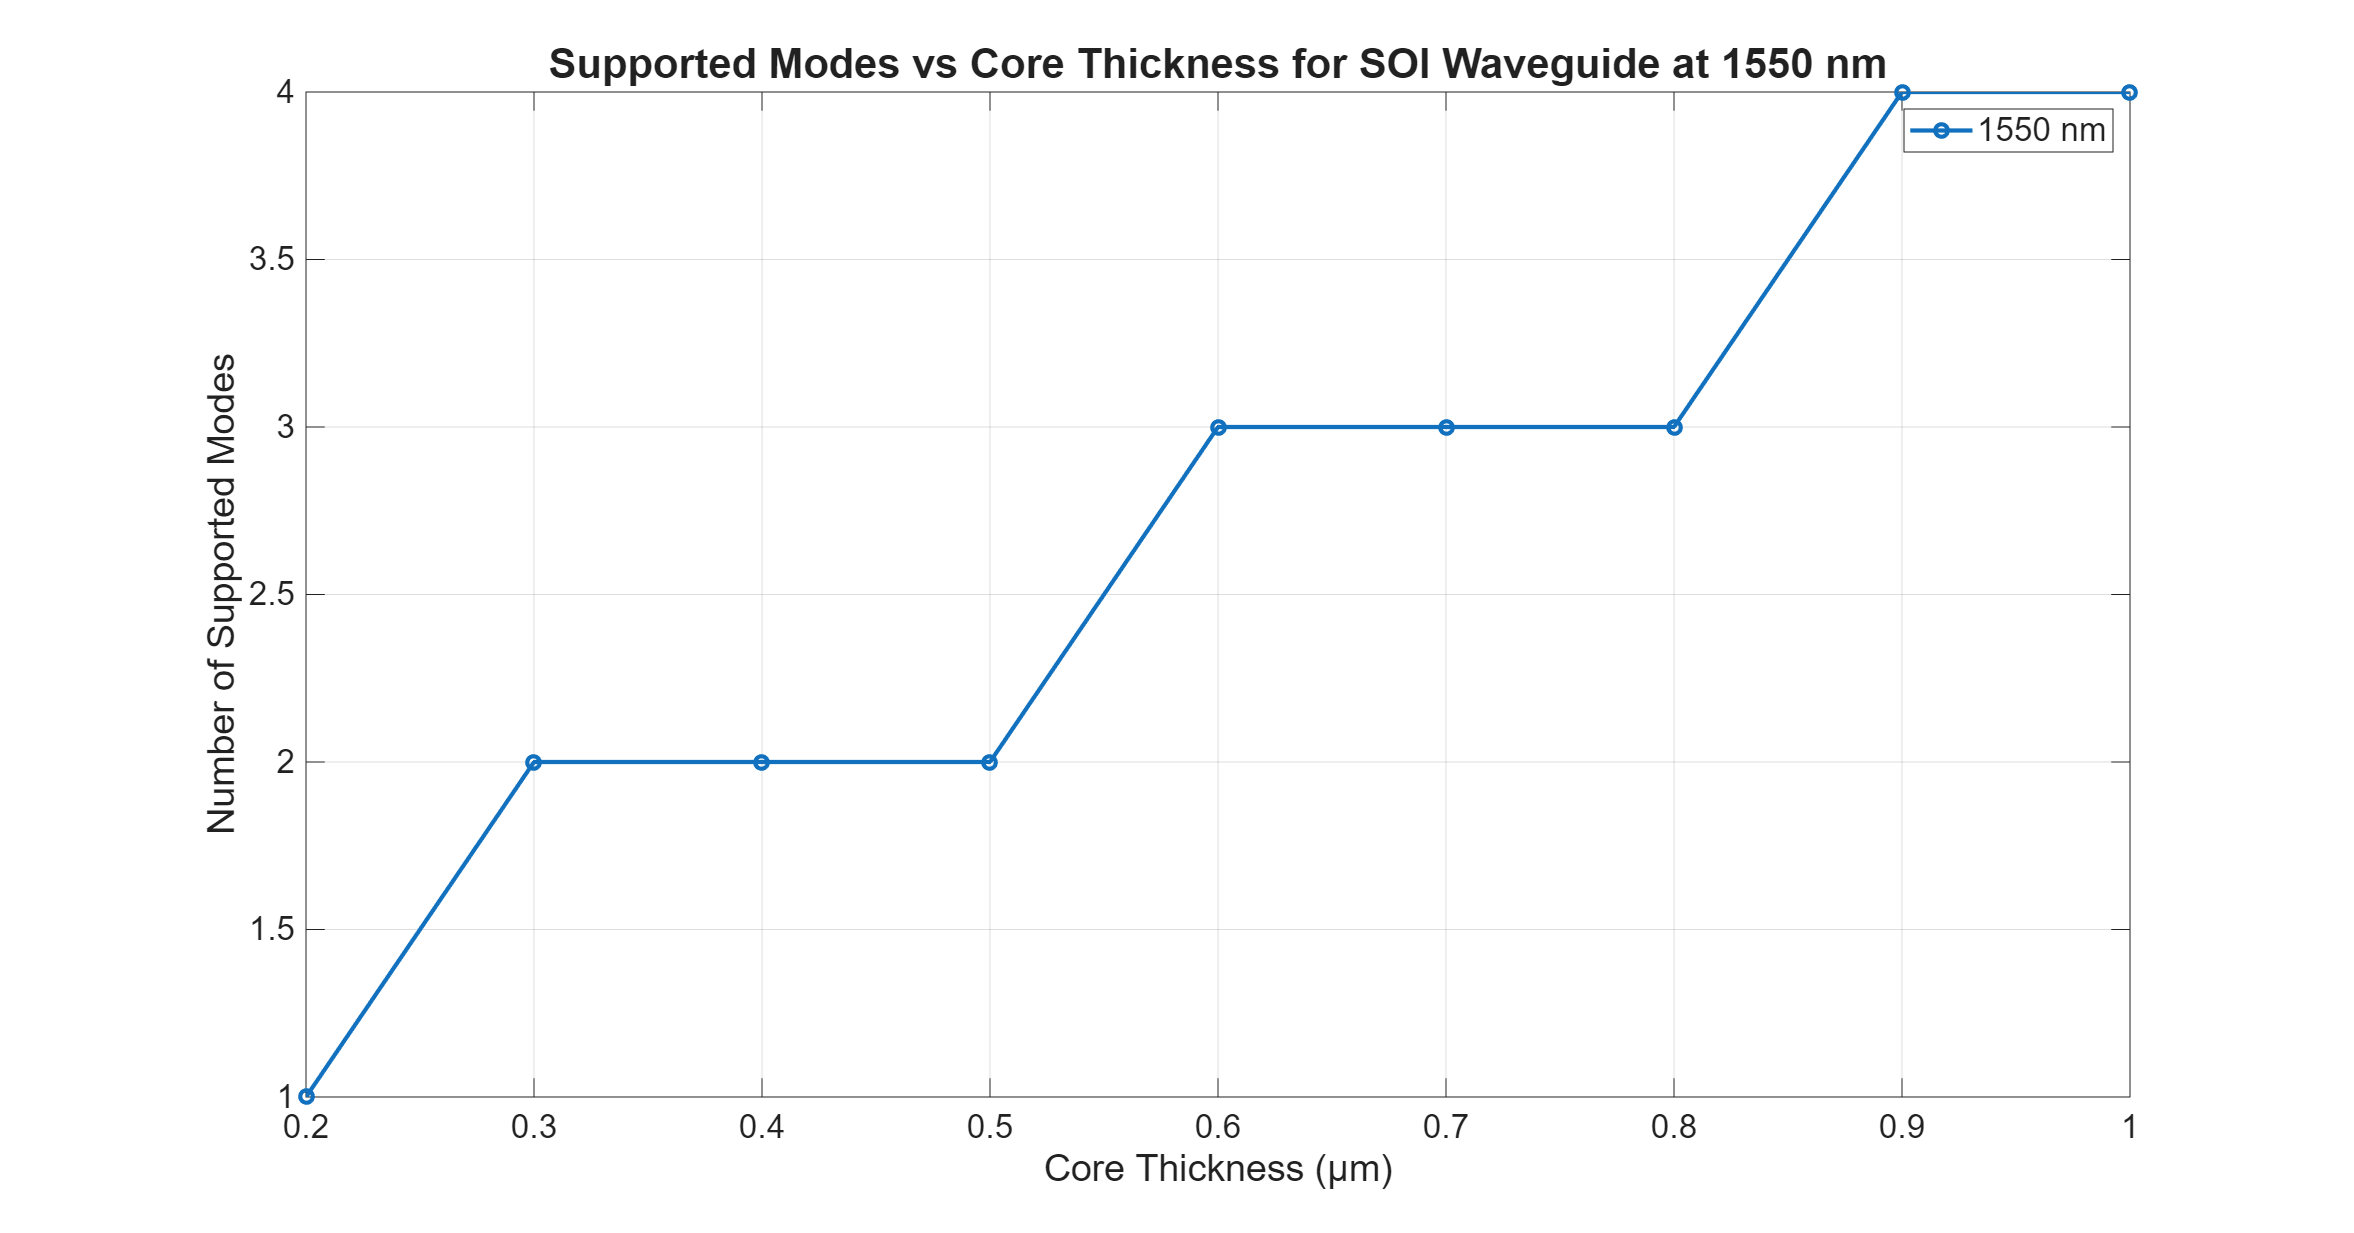 Supported Modes vs Core Thickness for SOI Waveguide at 1550 nm
4
1550 nm
3.5
3
2.5
2
1.5
1
Number of Supported Modes
0.2 0.3 0.4 0.5 0.6 0.7 0.8 0.9 1
Core Thickness (μm)